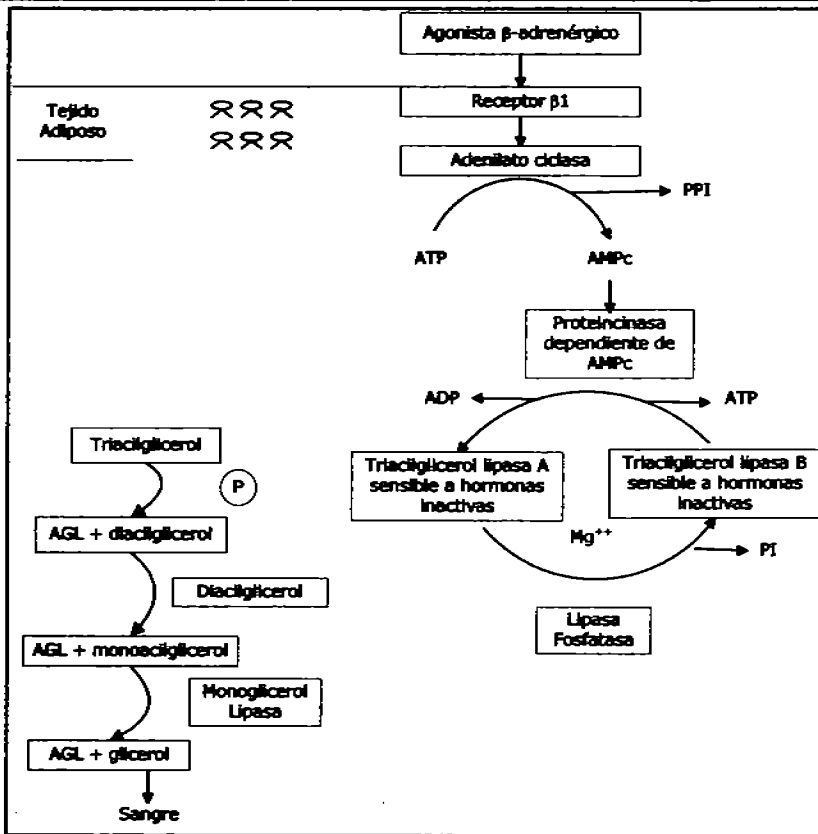 Agonista β-adrenérgico
Tejido
Adiposo
Receptor β1
Adenilato ciclasa
PPI
ATP
AMPc
Proteincinasa
dependiente de
AMPc
ADP
ATP
Triacilglicerol lipasa A
sensible a hormonas
inactivas
Triacilglicerol lipasa B
sensible a hormonas
inactivas
Mg++
PI
Lipasa
Fosfatasa
Triacilglicerol
P
AGL + diacilglicerol
Diacilglicerol
AGL + monoacilglicerol
Monoglicerol
Lipasa
AGL + glicerol
Sangre